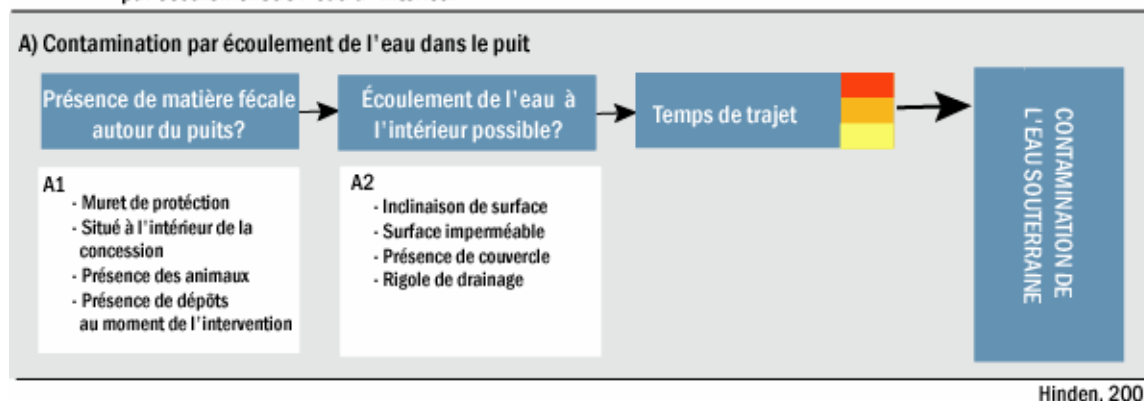 A) Contamination par écoulement de l'eau dans le puit
Présence de matière fécale
autour du puits?
Écoulement de l'eau à
l'intérieur possible?
Temps de trajet
CONTAMINATION DE
L'EAU SOUTERRAINE
A1
- Muret de protéction
- Situé à l'intérieur de la
concession
- Présence des animaux
- Présence de dépôts
au moment de l'intervention
A2
- Inclinaison de surface
- Surface imperméable
- Présence de couvercle
- Rigole de drainage
Hinden, 200